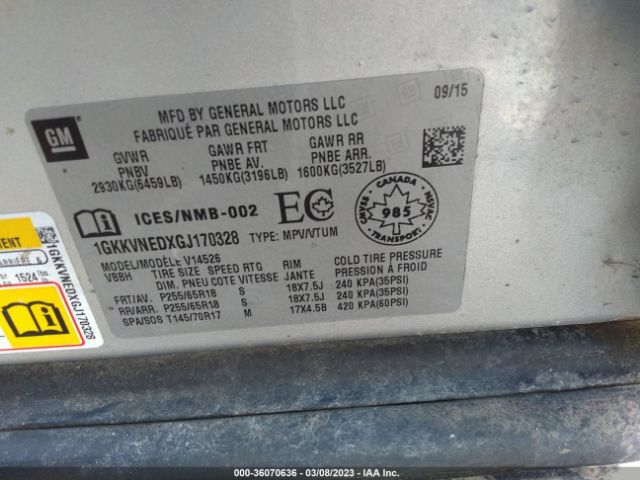 GM
MFD BY GENERAL MOTORS LLC
FABRIQUÉ PAR GENERAL MOTORS LLC
09/15
GVWR
PNBV
2930KG(6459LB)
GAWR FRT
PNBE AV.
1450KG(3196LB)
GAWR RR
PNBE ARR.
1600KG(3527LB)
ICES/NMB-002
EC
CANADA
985
TRANSPORT
1GKKVNEDXGJ170328 TYPE: MPV/VTUM
MODEL/MODÈLE V14526
VBBH TIRE SIZE SPEED RTG RIM COLD TIRE PRESSURE
DIM. PNEU COTE VITESSE JANTE PRESSION À FROID
FRT/AV. P255/65R18 S 18X7.5J 240 KPA(35PSI)
RR/ARR. P255/65R18 S 18X7.5J 240 KPA(35PSI)
SPA/SOS T145/70R17 M 17X4.5B 420 KPA(60PSI)
1524
1GKKVNEDXGJ170328
000-36070636 - 03/08/2023 - IAA Inc.